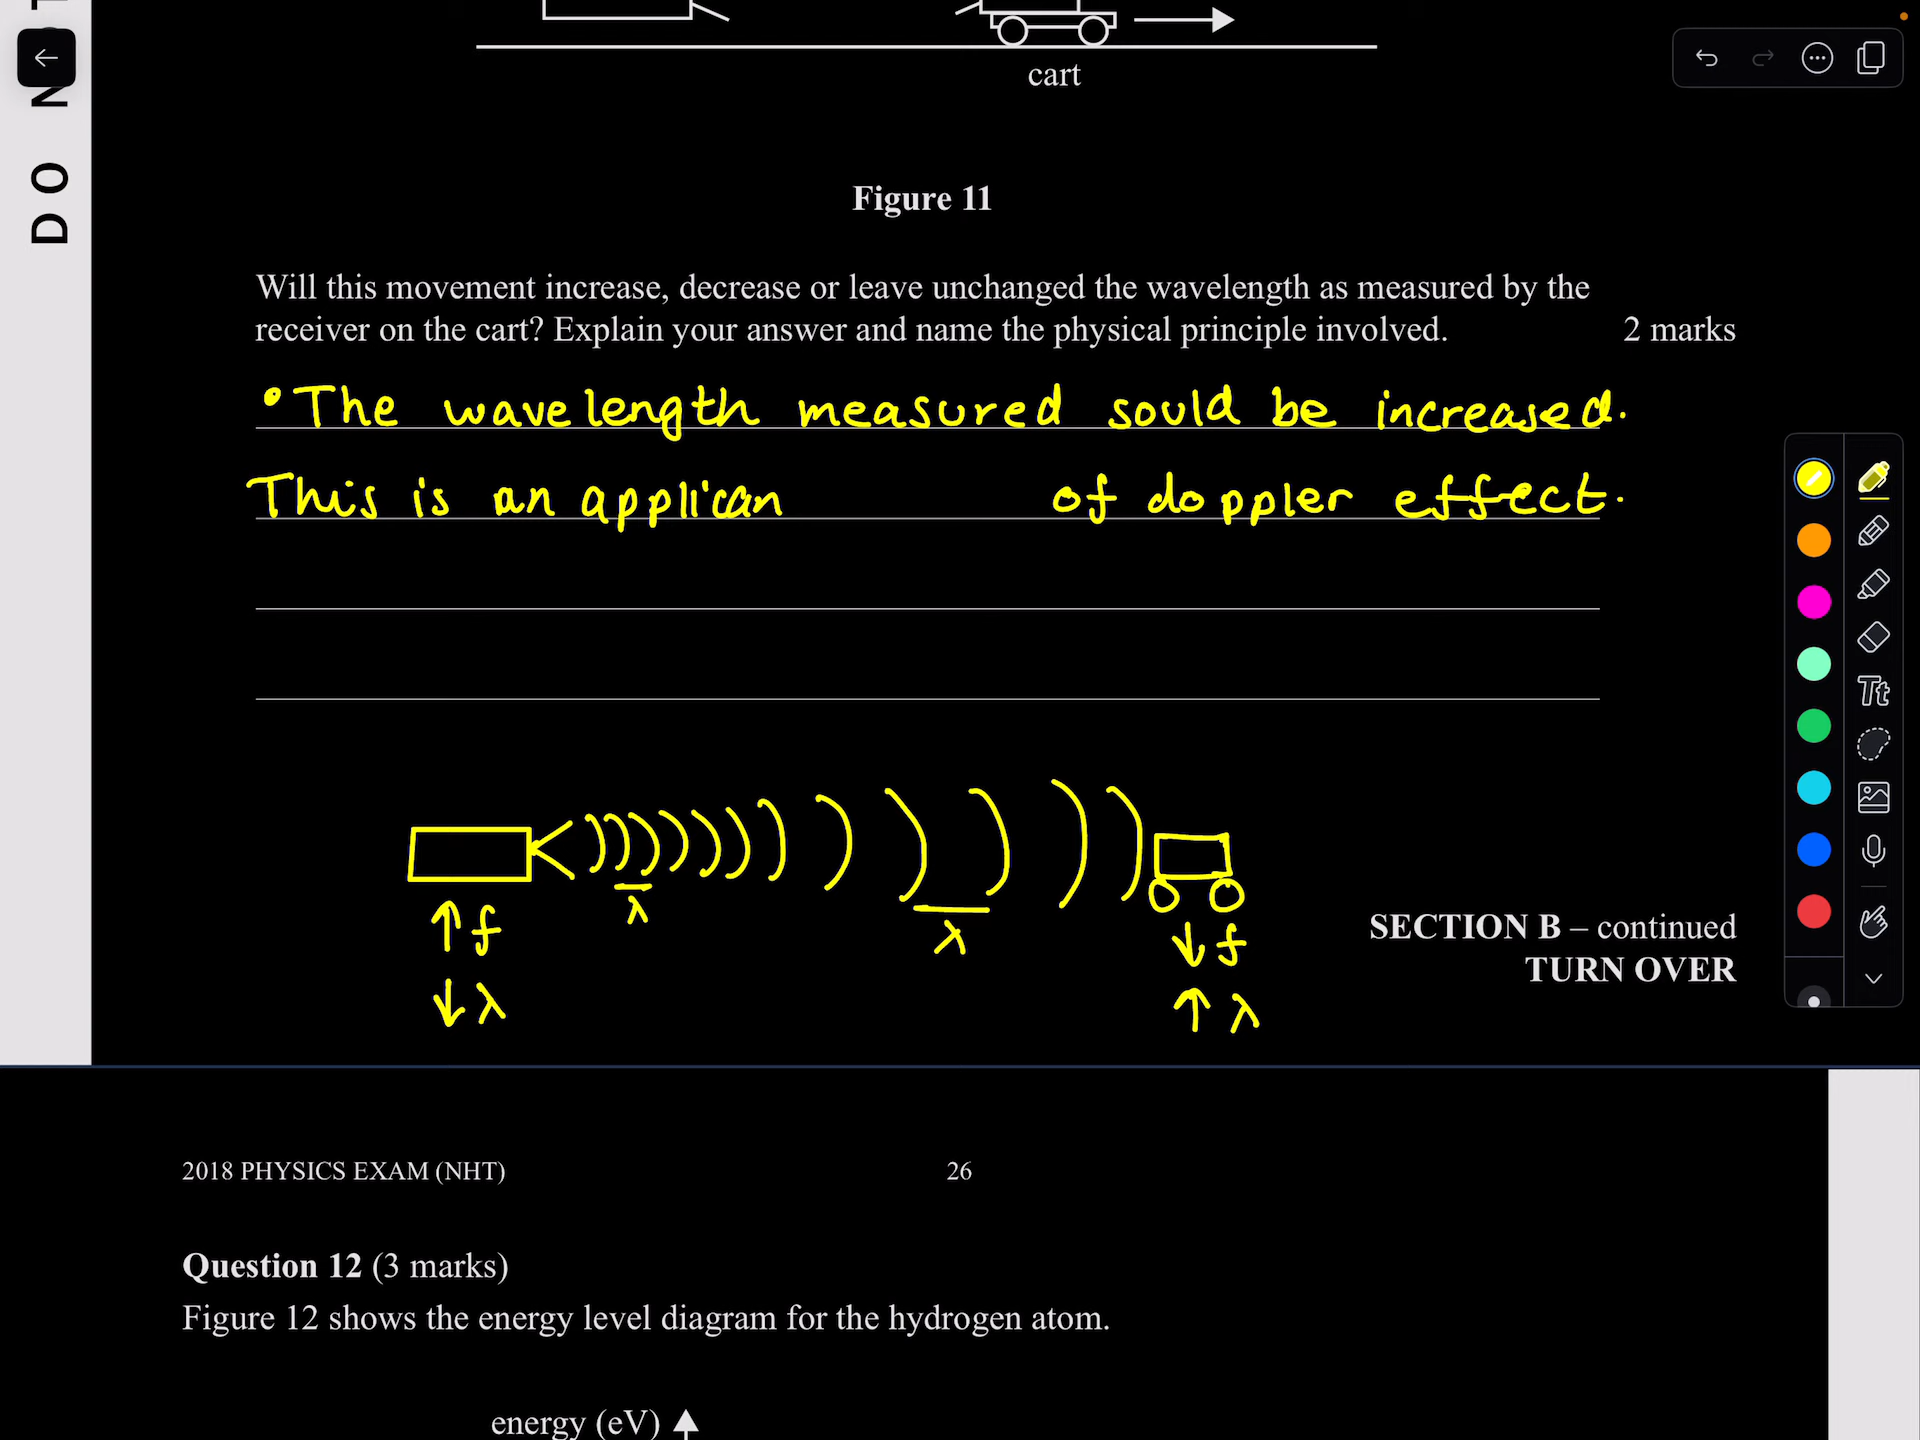 DO NOT
cart
Figure 11
Will this movement increase, decrease or leave unchanged the wavelength as measured by the
receiver on the cart? Explain your answer and name the physical principle involved. 2 marks
• The wavelength measured sould be increased.
This is an applican of doppler effect.
λ
λ
↑ f
↓ f
↓ λ
↑ λ
SECTION B – continued
TURN OVER
Tt
2018 PHYSICS EXAM (NHT) 26
Question 12 (3 marks)
Figure 12 shows the energy level diagram for the hydrogen atom.
energy (eV)